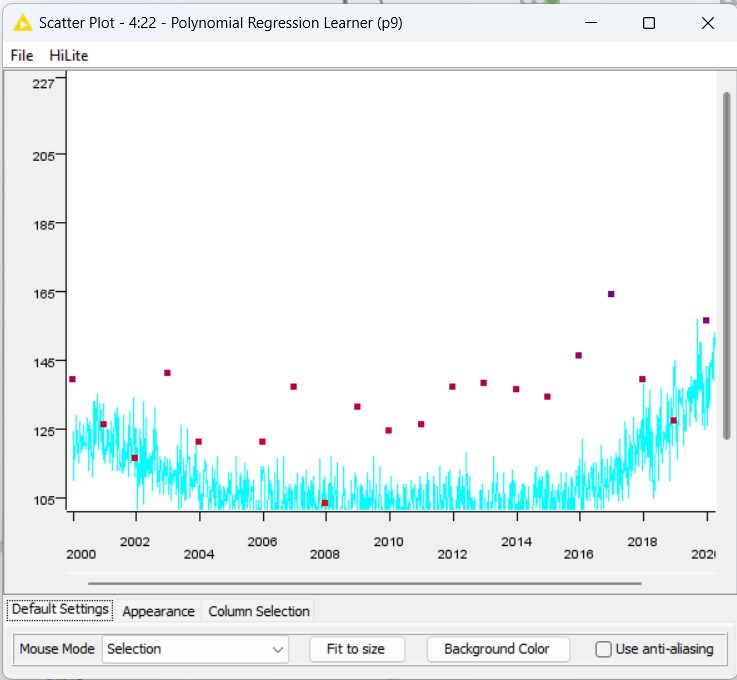 Scatter Plot - 4:22 - Polynomial Regression Learner (p9)
File HiLite
227
205
185
165
145
125
105
2002 2006 2010 2014 2018
2000 2004 2008 2012 2016 202
Default Settings Appearance Column Selection
Mouse Mode Selection Fit to size Background Color Use anti-aliasing